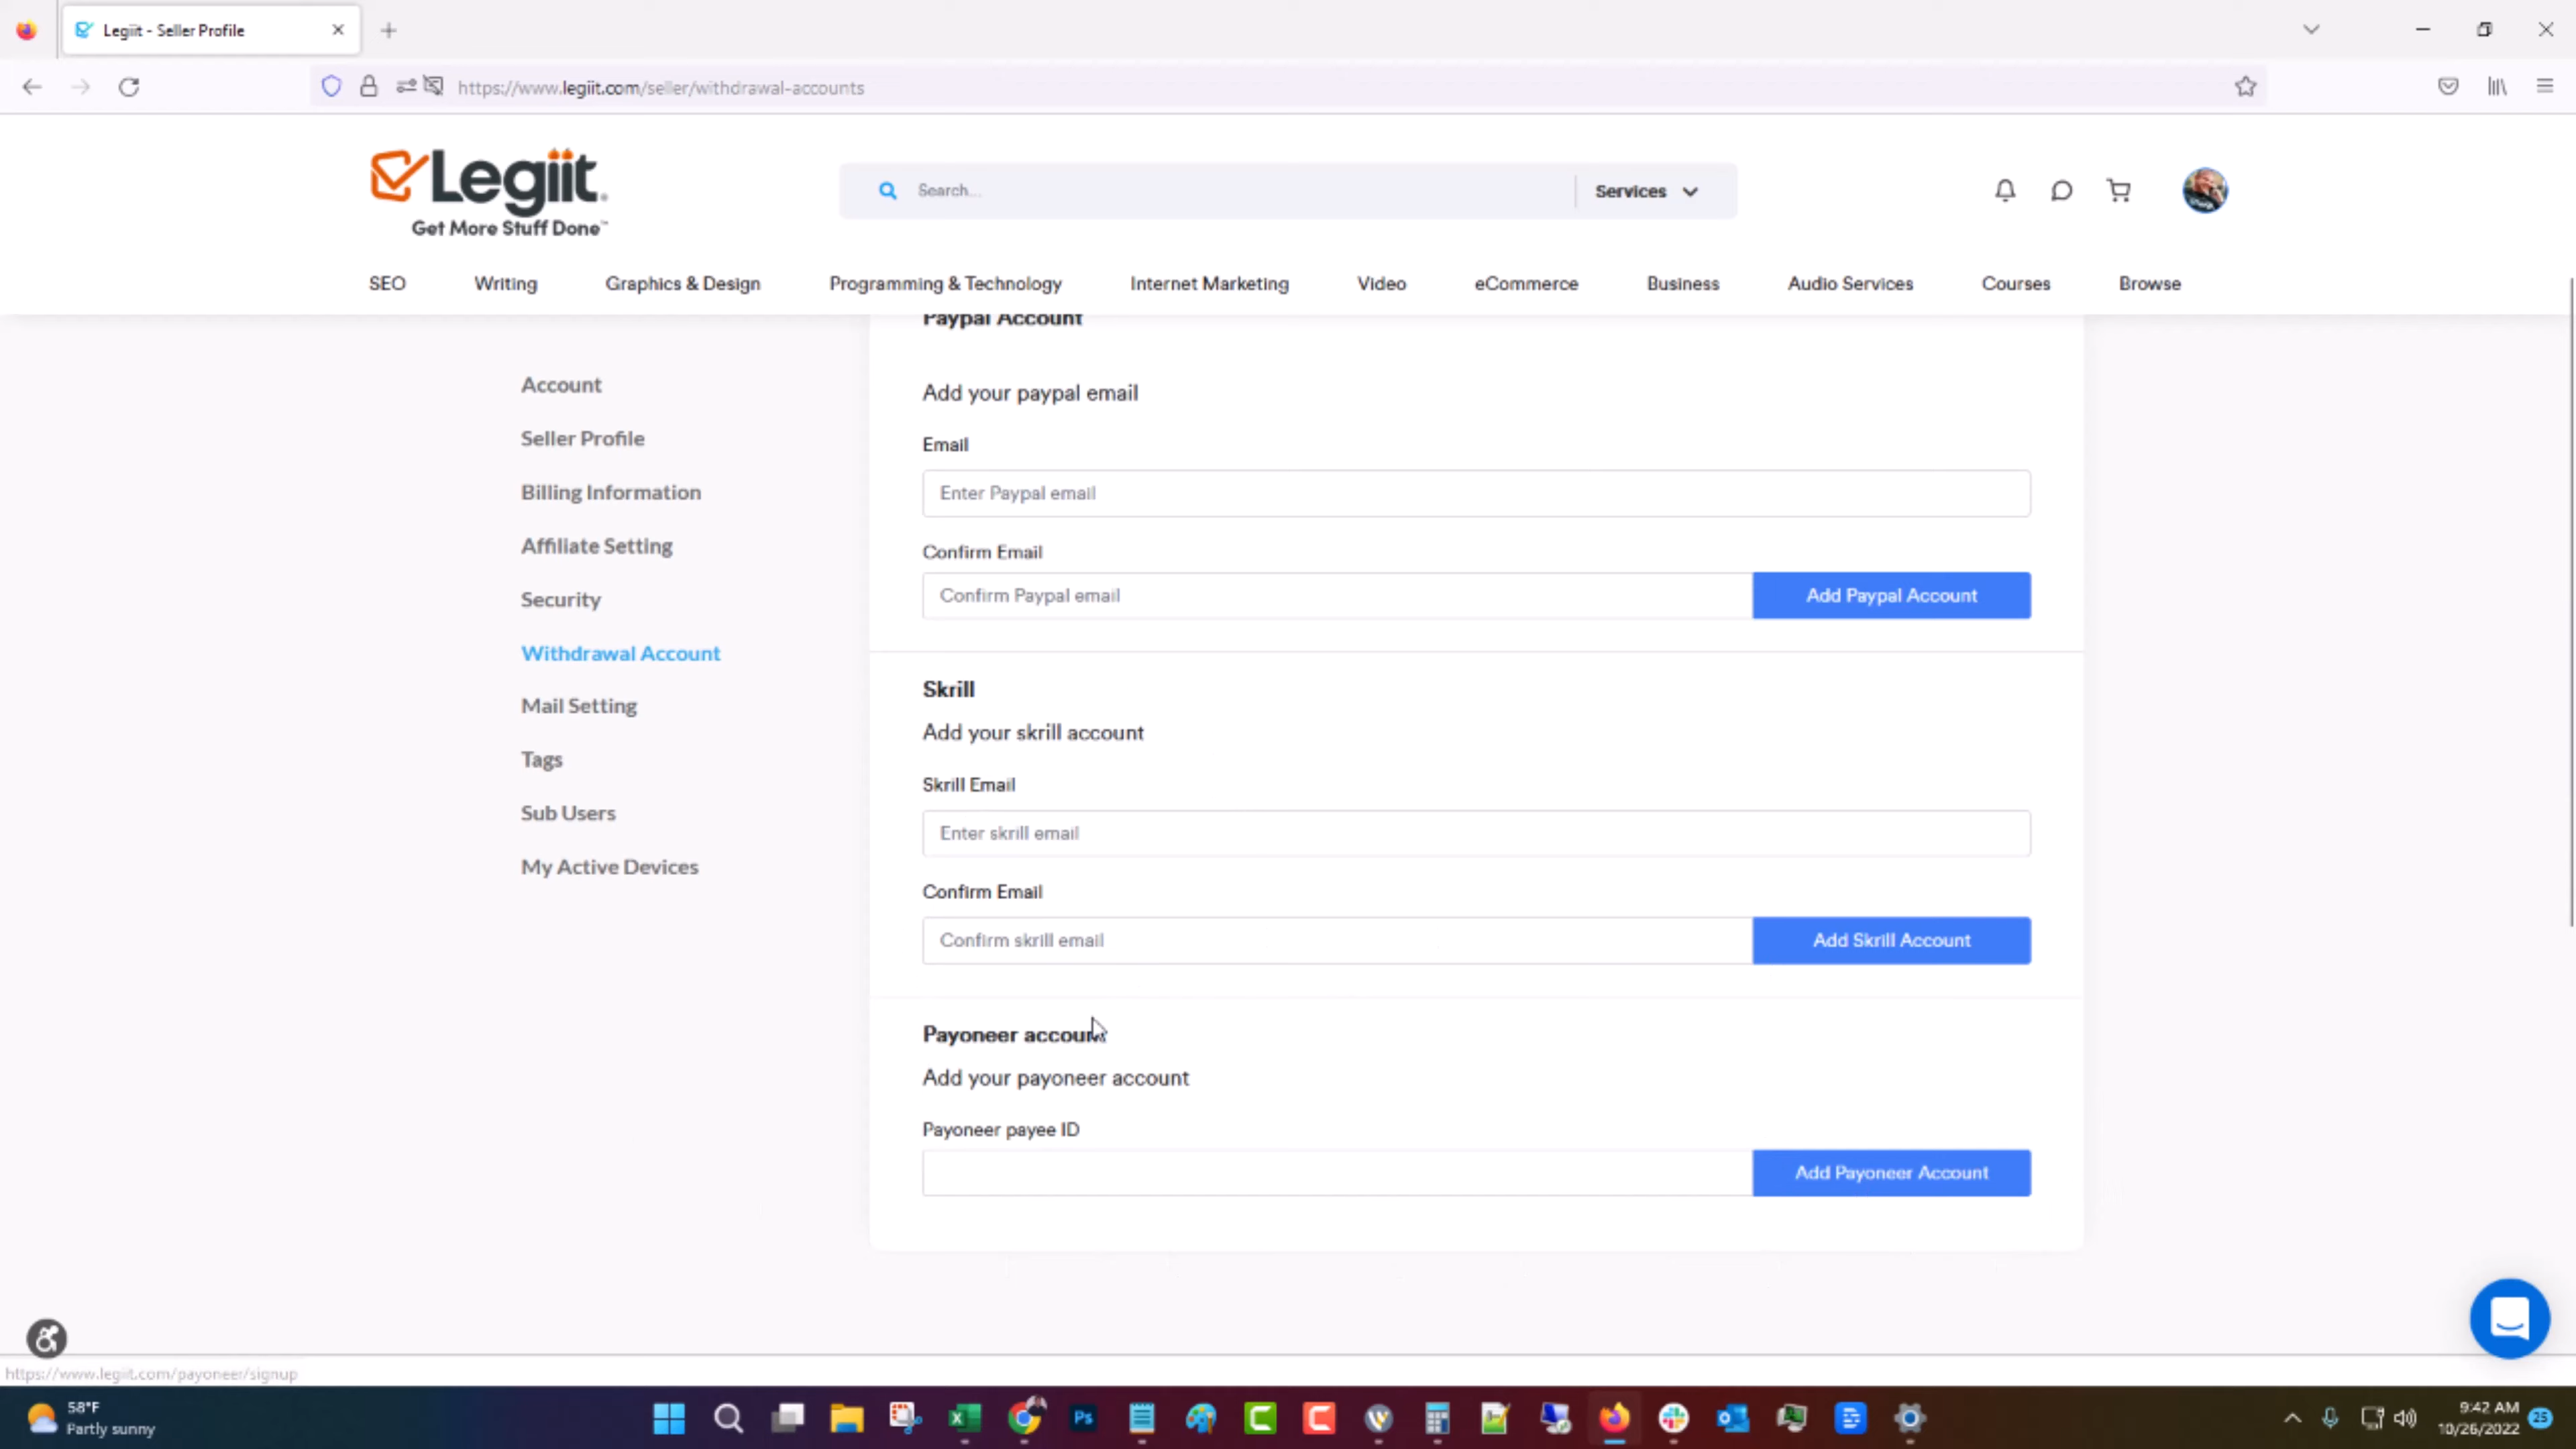 Legiit - Seller Profile
https://www.legiit.com/seller/withdrawal-accounts
Legiit.
Get More Stuff Done™
Search...
Services
SEO
Writing
Graphics & Design
Programming & Technology
Internet Marketing
Video
eCommerce
Business
Audio Services
Courses
Browse
Account
Seller Profile
Billing Information
Affiliate Setting
Security
Withdrawal Account
Mail Setting
Tags
Sub Users
My Active Devices
Paypal Account
Add your paypal email
Email
Enter Paypal email
Confirm Email
Confirm Paypal email
Add Paypal Account
Skrill
Add your skrill account
Skrill Email
Enter skrill email
Confirm Email
Confirm skrill email
Add Skrill Account
Payoneer account
Add your payoneer account
Payoneer payee ID
Add Payoneer Account
https://www.legiit.com/payoneer/signup
58°F
Partly sunny
Ps
9:42 AM
10/26/2022
25